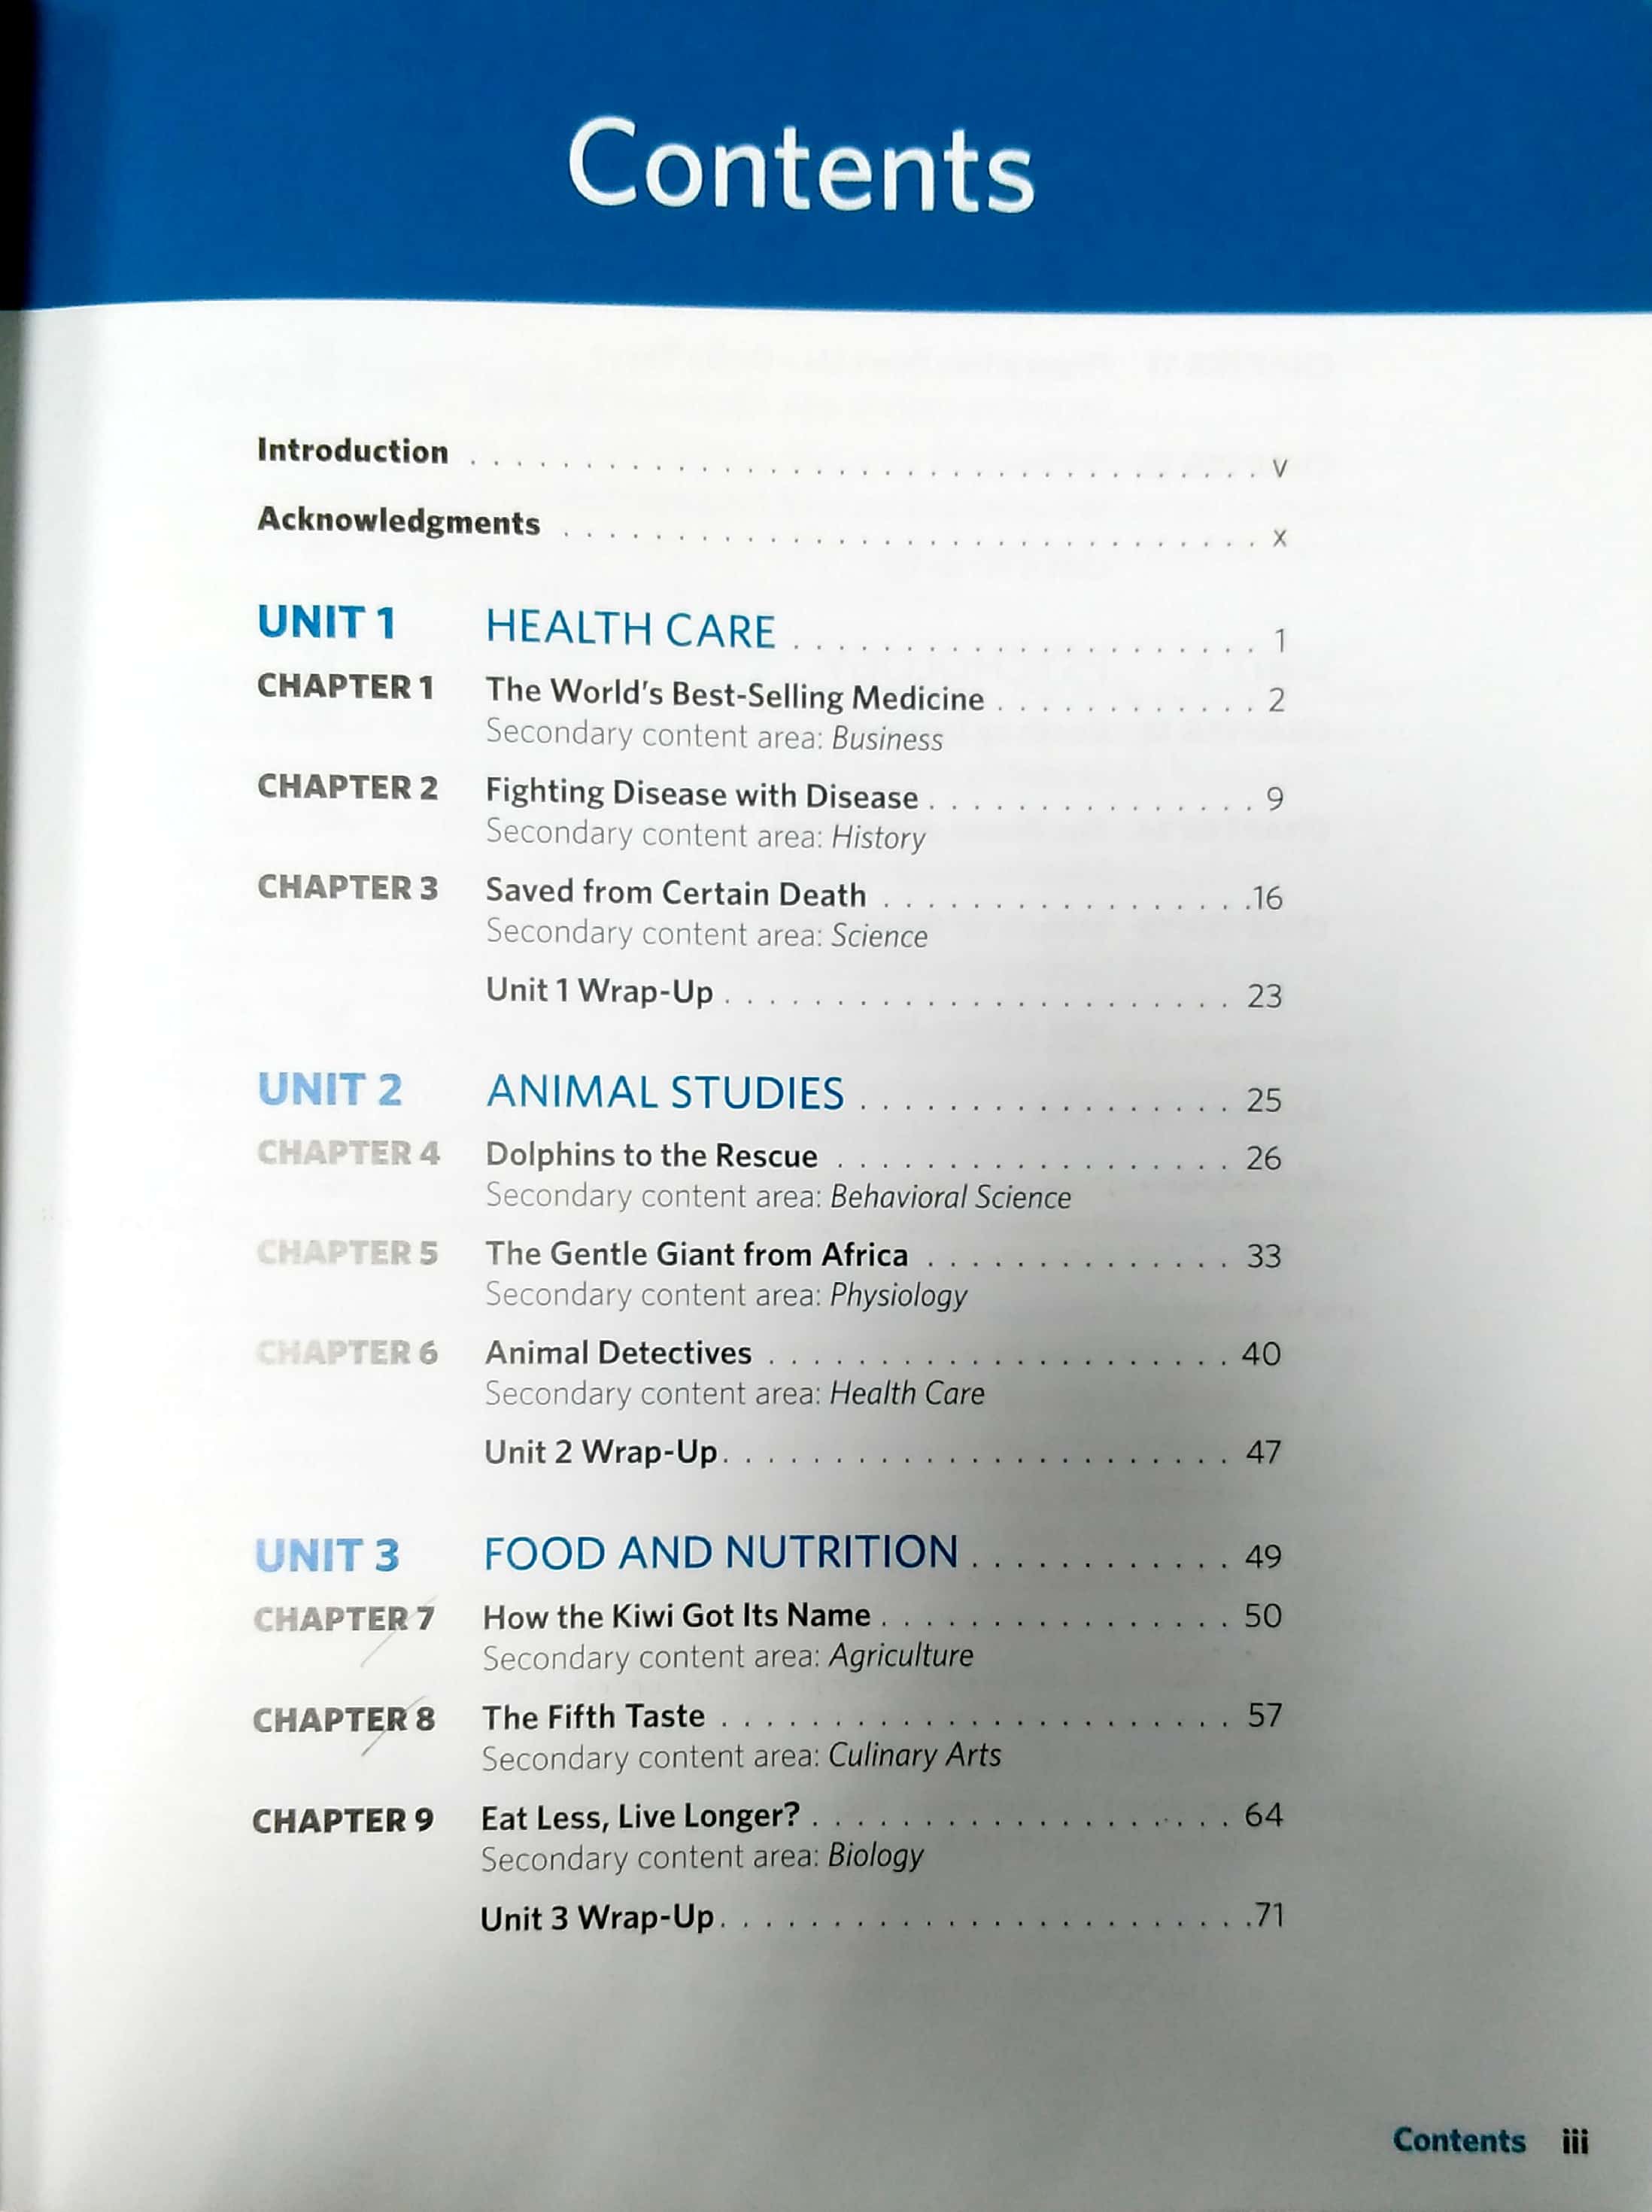 Contents
Introduction . . . . . . . . . . . . . . . . . . . . . . . . . . . . . . . . . . . v
Acknowledgments . . . . . . . . . . . . . . . . . . . . . . . . . . . . . . . x
UNIT 1 HEALTH CARE . . . . . . . . . . . . . . . . . . . . . 1
CHAPTER 1 The World's Best-Selling Medicine . . . . . . . . . . . . 2
Secondary content area: Business
CHAPTER 2 Fighting Disease with Disease . . . . . . . . . . . . . . . 9
Secondary content area: History
CHAPTER 3 Saved from Certain Death . . . . . . . . . . . . . . . . .16
Secondary content area: Science
Unit 1 Wrap-Up . . . . . . . . . . . . . . . . . . . . . . . 23
UNIT 2 ANIMAL STUDIES . . . . . . . . . . . . . . . . . 25
CHAPTER 4 Dolphins to the Rescue . . . . . . . . . . . . . . . . . . 26
Secondary content area: Behavioral Science
CHAPTER 5 The Gentle Giant from Africa . . . . . . . . . . . . . . 33
Secondary content area: Physiology
CHAPTER 6 Animal Detectives . . . . . . . . . . . . . . . . . . . . . 40
Secondary content area: Health Care
Unit 2 Wrap-Up . . . . . . . . . . . . . . . . . . . . . . . 47
UNIT 3 FOOD AND NUTRITION . . . . . . . . . . . . 49
CHAPTER 7 How the Kiwi Got Its Name . . . . . . . . . . . . . . . . 50
Secondary content area: Agriculture
CHAPTER 8 The Fifth Taste . . . . . . . . . . . . . . . . . . . . . . . 57
Secondary content area: Culinary Arts
CHAPTER 9 Eat Less, Live Longer? . . . . . . . . . . . . . . . . . . . 64
Secondary content area: Biology
Unit 3 Wrap-Up . . . . . . . . . . . . . . . . . . . . . . . .71
Contents iii